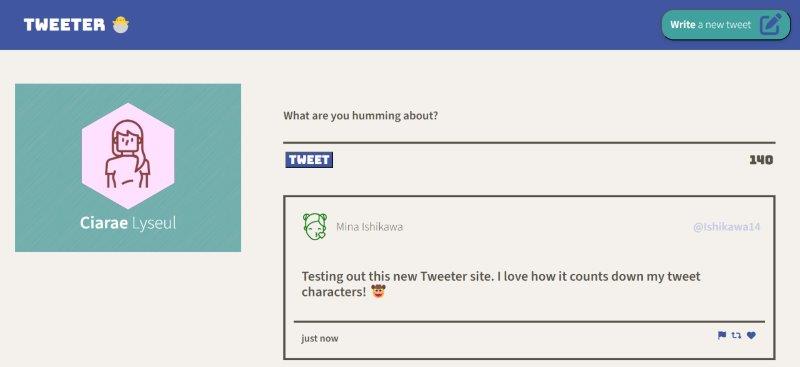 TWEETER
Write a new tweet
Ciarae Lyseul
What are you humming about?
TWEET
140
Mina Ishikawa
@Ishikawa14
Testing out this new Tweeter site. I love how it counts down my tweet
characters! 🤠
just now